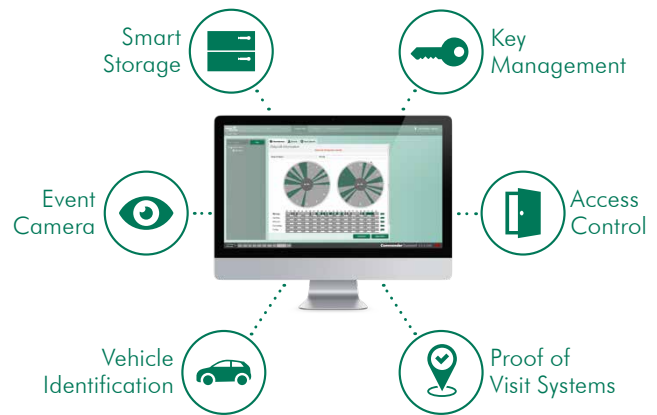 Smart
Storage
Key
Management
Event
Camera
Access
Control
Vehicle
Identification
Proof of
Visit Systems